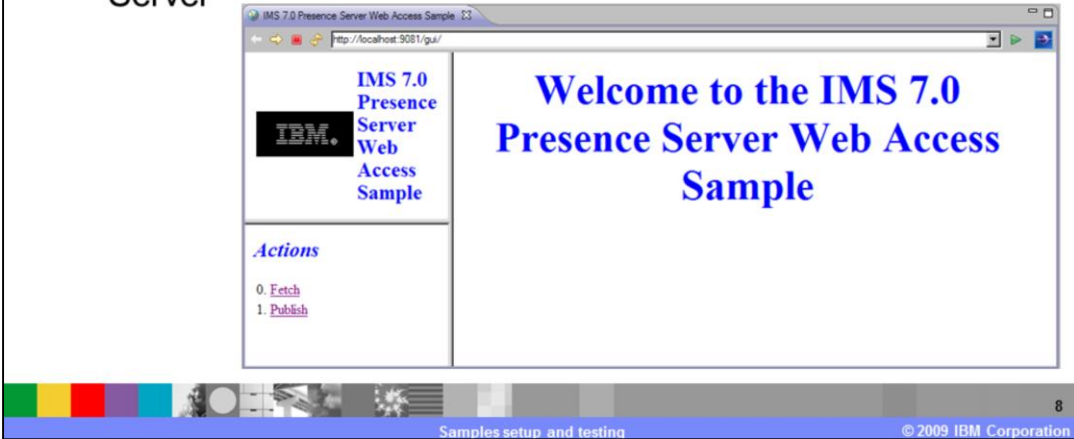 Server
IMS 7.0 Presence Server Web Access Sample
http://localhost:9081/gui/
IBM.
IMS 7.0
Presence
Server
Web
Access
Sample
Welcome to the IMS 7.0
Presence Server Web Access
Sample
Actions
0. Fetch
1. Publish
8
Samples setup and testing
© 2009 IBM Corporation